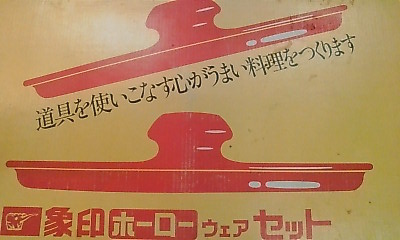 道具を使いこなす心がうまい料理をつくります
象印ホーローウェアセット